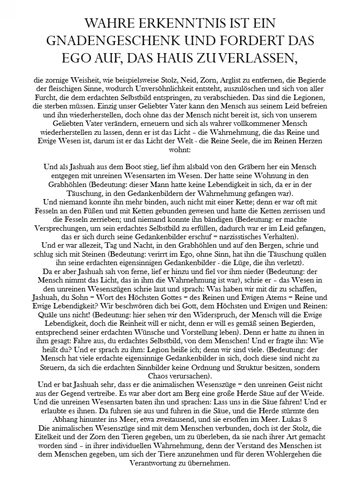 WAHRE ERKENNTNIS IST EIN
GNADENGESCHENK UND FORDERT DAS
EGO AUF, DAS HAUS ZU VERLASSEN,
die zornige Weisheit, wie beispielsweise Stolz, Neid, Zorn, Arglist zu entfernen, die Begierde
der fleischigen Sinne, wodurch Unversöhnlichkeit entsteht, auszulöschen und sich von aller
Furcht, die dem erdachten Selbstbild entspringen, zu verabschieden. Das sind die Legionen,
die sterben müssen. Einzig unser Geliebter Vater kann den Mensch aus seinem Leid befreien
und ihn wiederherstellen, doch ohne das der Mensch nicht bereit ist, sich von unserem
Geliebten Vater verändern, erneuern und sich als wahrer vollkommener Mensch
wiederherstellen zu lassen, denn er ist das Licht – die Wahrnehmung, die das Reine und
Ewige Wesen ist, darum ist er das Licht der Welt - die Reine Seele, die im Reinen Herzen
wohnt:
Und als Jashuah aus dem Boot stieg, lief ihm alsbald von den Gräbern her ein Mensch
entgegen mit unreinen Wesensarten im Wesen. Der hatte seine Wohnung in den
Grabhöhlen (Bedeutung: dieser Mann hatte keine Lebendigkeit in sich, da er in der
Täuschung, in den Gedankenbildern der Wahrnehmung gefangen war).
Und niemand konnte ihn mehr binden, auch nicht mit einer Kette; denn er war oft mit
Fesseln an den Füßen und mit Ketten gebunden gewesen und hatte die Ketten zerrissen und
die Fesseln zerrieben; und niemand konnte ihn bändigen (Bedeutung: er machte
Versprechungen, um sein erdachtes Selbstbild zu erfüllen, dadurch war er im Leid gefangen,
das er sich durch seine Gedankenbilder erschuf = narzisstisches Verhalten).
Und er war allezeit, Tag und Nacht, in den Grabhöhlen und auf den Bergen, schrie und
schlug sich mit Steinen (Bedeutung: verirrt im Ego, ohne Sinn, hat ihn die Täuschung quälen
ihn seine erdachten eigensinnigen Gedankenbilder - die Lüge, die ihn verletzt).
Da er aber Jashuah sah von ferne, lief er hinzu und fiel vor ihm nieder (Bedeutung: der
Mensch nimmt das Licht, das in ihm die Wahrnehmung ist war), schrie er – das Wesen in
den unreinen Wesenszügen schrie laut und sprach: Was haben wir mit dir zu schaffen,
Jashuah, du Sohn = Wort des Höchsten Gottes = des Reinen und Ewigen Atems = Reine und
Ewige Lebendigkeit? Wir beschwören dich bei Gott, dem Höchsten und Ewigen und Reinen:
Quäle uns nicht! (Bedeutung: hier sehen wir den Widerspruch, der Mensch will die Ewige
Lebendigkeit, doch die Reinheit will er nicht, denn er will es gemäß seinen Begierden,
entsprechend seiner erdachten Wünsche und Vorstellung leben). Denn er hatte zu ihnen in
ihm gesagt: Fahre aus, du erdachtes Selbstbild, von dem Menschen! Und er fragte ihn: Wie
heißt du? Und er sprach zu ihm: Legion heiße ich; denn wir sind viele. (Bedeutung: der
Mensch hat viele erdachte eigensinnige Gedankenbilder in sich, doch diese sind nicht zu
Steuern, da sich die erdachten Sinnbilder keine Ordnung und Struktur besitzen, sondern
Chaos verursachen).
Und er bat Jashuah sehr, dass er die animalischen Wesenszüge = den unreinen Geist nicht
aus der Gegend vertreibe. Es war aber dort am Berg eine große Herde Säue auf der Weide.
Und die unreinen Wesensarten baten ihn und sprachen: Lass uns in die Säue fahren! Und er
erlaubte es ihnen. Da fuhren sie aus und fuhren in die Säue, und die Herde stürmte den
Abhang hinunter ins Meer, etwa zweitausend, und sie ersoffen im Meer. Lukas 8
Die animalischen Wesenszüge sind mit dem Menschen verbunden, doch ist der Stolz, die
Eitelkeit und der Zorn den Tieren gegeben, um zu überleben, da sie nach ihrer Art gemacht
worden sind – in ihrer individuellen Wahrnehmung, denn der Verstand des Menschen ist
dem Menschen gegeben, um sich der Tiere anzunehmen und für deren Wohlergehen die
Verantwortung zu übernehmen.